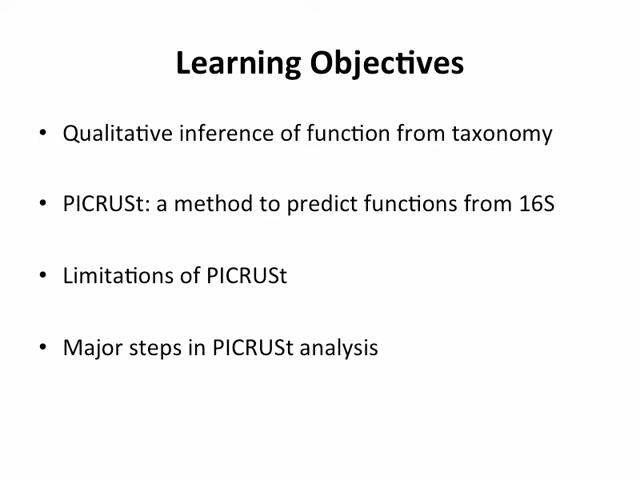 Learning Objectives
• Qualitative inference of function from taxonomy
• PICRUSt: a method to predict functions from 16S
• Limitations of PICRUSt
• Major steps in PICRUSt analysis